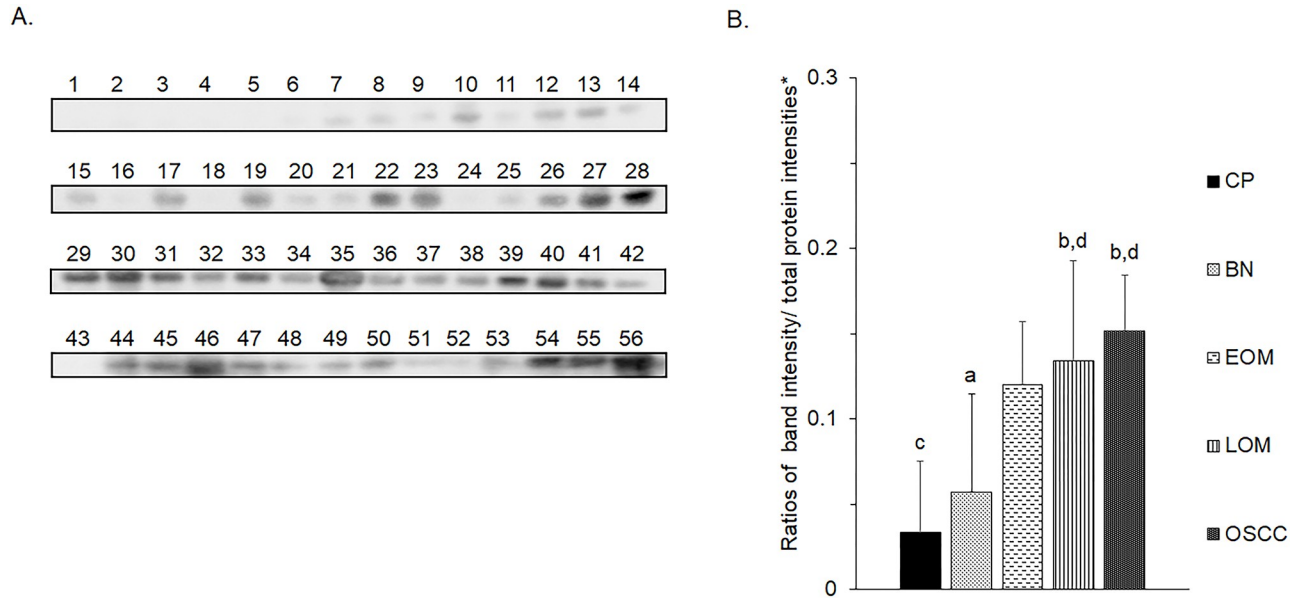 A.
1 2 3 4 5 6 7 8 9 10 11 12 13 14
15 16 17 18 19 20 21 22 23 24 25 26 27 28
29 30 31 32 33 34 35 36 37 38 39 40 41 42
43 44 45 46 47 48 49 50 51 52 53 54 55 56
B.
Ratios of band intensity/ total protein intensities*
0.3
0.2
0.1
0
c
a
b,d
b,d
CP
BN
EOM
LOM
OSCC